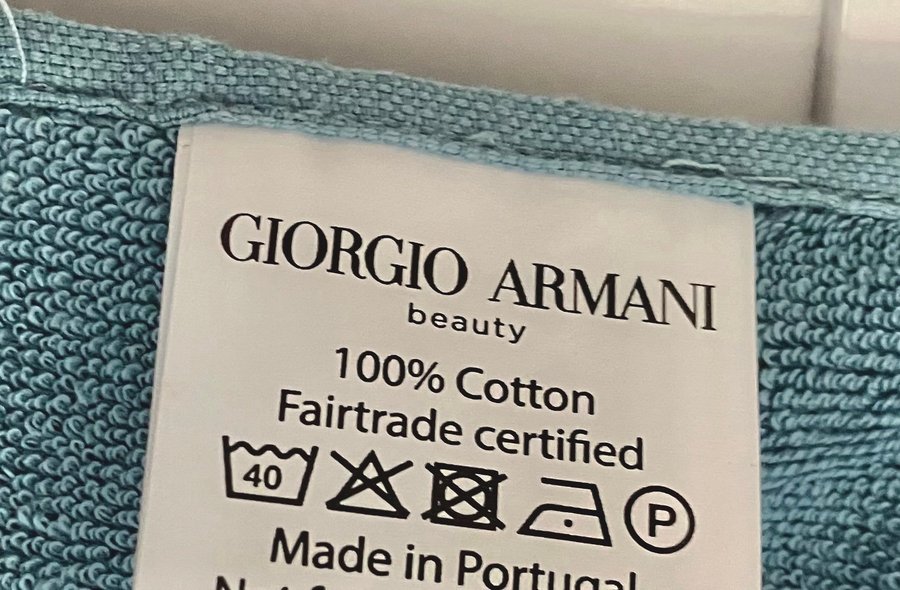 GIORGIO ARMANI
beauty
100% Cotton
Fairtrade certified
40 P
Made in Portugal